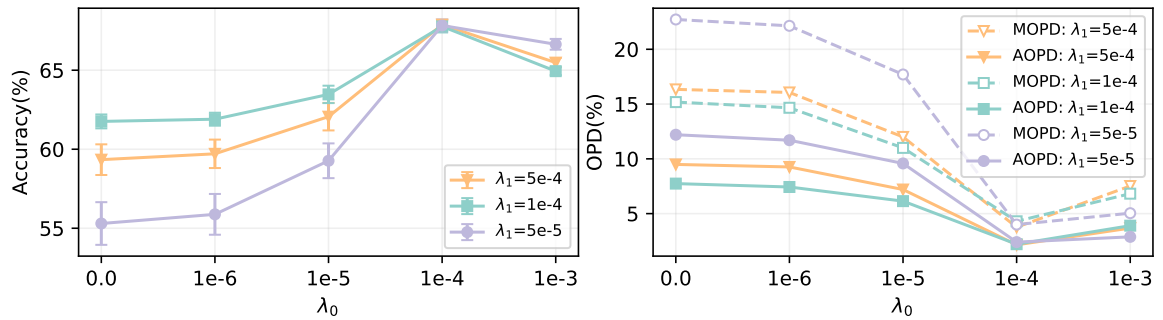 Accuracy(%)
65
60
55
0.0 1e-6 1e-5 1e-4 1e-3
λ₀
λ₁=5e-4
λ₁=1e-4
λ₁=5e-5
OPD(%)
20
15
10
5
0.0 1e-6 1e-5 1e-4 1e-3
λ₀
MOPD: λ₁=5e-4
AOPD: λ₁=5e-4
MOPD: λ₁=1e-4
AOPD: λ₁=1e-4
MOPD: λ₁=5e-5
AOPD: λ₁=5e-5